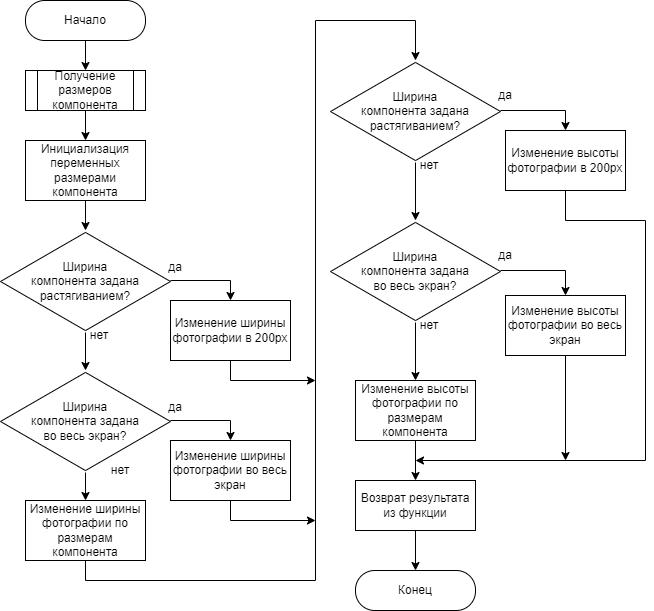 Начало
Получение
размеров
компонента
Инициализация
переменных
размерами
компонента
Ширина
компонента задана
растягиванием?
да
Изменение ширины
фотографии в 200px
нет
Ширина
компонента задана
во весь экран?
да
Изменение ширины
фотографии во весь
экран
нет
Изменение ширины
фотографии по
размерам
компонента
Ширина
компонента задана
растягиванием?
да
Изменение высоты
фотографии в 200px
нет
Ширина
компонента задана
во весь экран?
да
Изменение высоты
фотографии во весь
экран
нет
Изменение высоты
фотографии по
размерам
компонента
Возврат результата
из функции
Конец